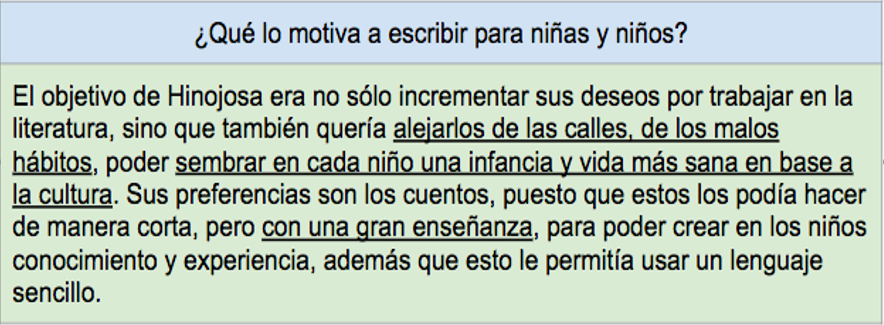 ¿Qué lo motiva a escribir para niñas y niños?
El objetivo de Hinojosa era no sólo incrementar sus deseos por trabajar en la
literatura, sino que también quería alejarlos de las calles, de los malos
hábitos, poder sembrar en cada niño una infancia y vida más sana en base a
la cultura. Sus preferencias son los cuentos, puesto que estos los podía hacer
de manera corta, pero con una gran enseñanza, para poder crear en los niños
conocimiento y experiencia, además que esto le permitía usar un lenguaje
sencillo.